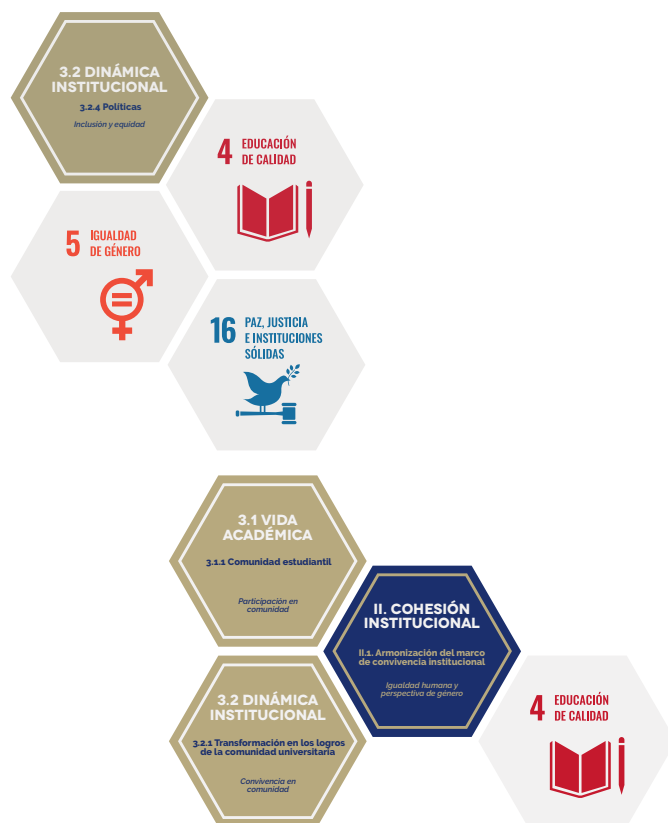 3.2 DINÁMICA
INSTITUCIONAL
3.2.4 Políticas
Inclusión y equidad
4 EDUCACIÓN
DE CALIDAD
5 IGUALDAD
DE GÉNERO
16 PAZ, JUSTICIA
E INSTITUCIONES
SÓLIDAS
3.1 VIDA
ACADÉMICA
3.1.1 Comunidad estudiantil
Participación en
comunidad
II. COHESIÓN
INSTITUCIONAL
II.1. Armonización del marco
de convivencia institucional
Igualdad humana y
perspectiva de género
3.2 DINÁMICA
INSTITUCIONAL
3.2.1 Transformación en los logros
de la comunidad universitaria
Convivencia en
comunidad
4 EDUCACIÓN
DE CALIDAD